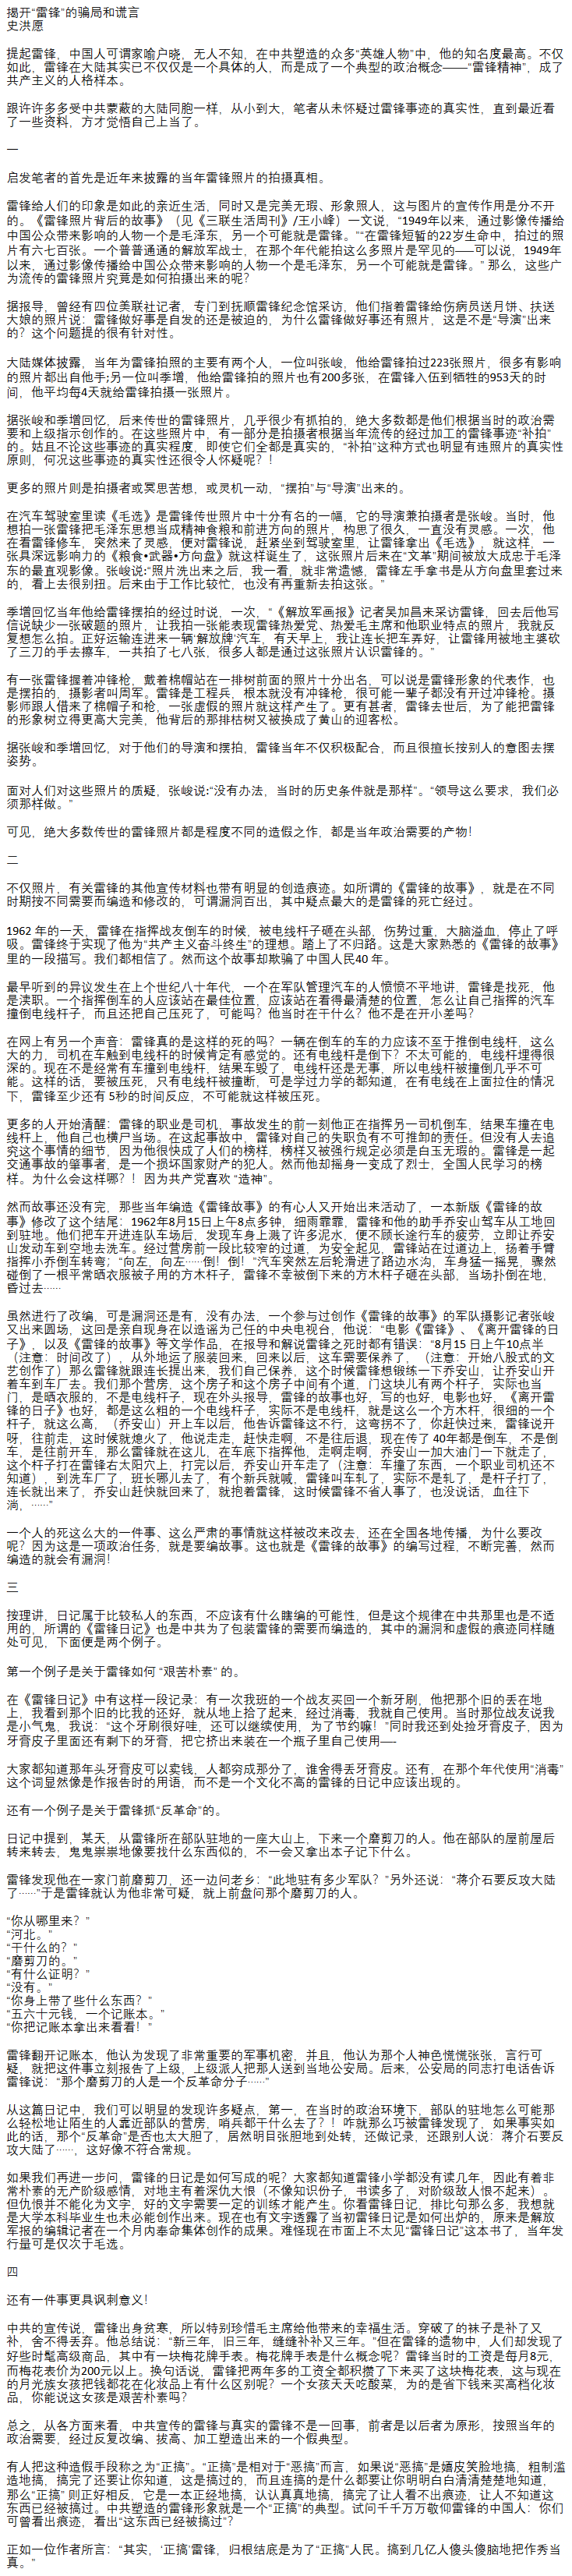 揭开“雷锋”的骗局和谎言
史洪愿
提起雷锋，中国人可谓家喻户晓，无人不知，在中共塑造的众多“英雄人物”中，他的知名度最高。不仅
如此，雷锋在大陆其实已不仅仅是一个具体的人，而是成了一个典型的政治概念——“雷锋精神”，成了
共产主义的人格样本。
跟许许多多受中共蒙蔽的大陆同胞一样，从小到大，笔者从未怀疑过雷锋事迹的真实性，直到最近看
了一些资料，方才觉悟自己上当了。
一
启发笔者的首先是近年来披露的当年雷锋照片的拍摄真相。
雷锋给人们的印象是如此的亲近生活，同时又是完美无瑕、形象照人，这与图片的宣传作用是分不开
的。《雷锋照片背后的故事》（见《三联生活周刊》/王小峰）一文说，“1949年以来，通过影像传播给
中国公众带来影响的人物一个是毛泽东，另一个可能就是雷锋。”“在雷锋短暂的22岁生命中，拍过的照
片有六七百张。一个普普通通的解放军战士，在那个年代能拍这么多照片是罕见的——可以说，1949年
以来，通过影像传播给中国公众带来影响的人物一个是毛泽东，另一个可能就是雷锋。” 那么，这些广
为流传的雷锋照片究竟是如何拍摄出来的呢？
据报导，曾经有四位美联社记者，专门到抚顺雷锋纪念馆采访，他们指着雷锋给伤病员送月饼、扶送
大娘的照片说：雷锋做好事是自发的还是被迫的，为什么雷锋做好事还有照片，这是不是“导演”出来
的？这个问题提的很有针对性。
大陆媒体披露，当年为雷锋拍照的主要有两个人，一位叫张峻，他给雷锋拍过223张照片，很多有影响
的照片都出自他手;另一位叫季增，他给雷锋拍的照片也有200多张，在雷锋入伍到牺牲的953天的时
间，他平均每4天就给雷锋拍摄一张照片。
据张峻和季增回忆，后来传世的雷锋照片，几乎很少有抓拍的，绝大多数都是他们根据当时的政治需
要和上级指示创作的。在这些照片中，有一部分是拍摄者根据当年流传的经过加工的雷锋事迹“补拍”
的。姑且不论这些事迹的真实程度，即使它们全都是真实的，“补拍”这种方式也明显有违照片的真实性
原则，何况这些事迹的真实性还很令人怀疑呢？！
更多的照片则是拍摄者或冥思苦想，或灵机一动，“摆拍”与“导演”出来的。
在汽车驾驶室里读《毛选》是雷锋传世照片中十分有名的一幅，它的导演兼拍摄者是张峻。当时，他
想拍一张雷锋把毛泽东思想当成精神食粮和前进方向的照片，构思了很久，一直没有灵感。一次，他
在看雷锋修车，突然来了灵感，便对雷锋说，赶紧坐到驾驶室里，让雷锋拿出《毛选》，就这样，一
张具深远影响力的《粮食•武器•方向盘》就这样诞生了，这张照片后来在“文革”期间被放大成忠于毛泽
东的最直观影像。张峻说:“照片洗出来之后，我一看，就非常遗憾，雷锋左手拿书是从方向盘里套过来
的，看上去很别扭。后来由于工作比较忙，也没有再重新去拍这张。”
季增回忆当年他给雷锋摆拍的经过时说，一次，“《解放军画报》记者吴加昌来采访雷锋，回去后他写
信说缺少一张破题的照片，让我拍一张能表现雷锋热爱党、热爱毛主席和他职业特点的照片，我就反
复想怎么拍。正好运输连进来一辆‘解放牌’汽车，有天早上，我让连长把车弄好，让雷锋用被地主婆砍
了三刀的手去擦车，一共拍了七八张，很多人都是通过这张照片认识雷锋的。”
有一张雷锋握着冲锋枪，戴着棉帽站在一排树前面的照片十分出名，可以说是雷锋形象的代表作，也
是摆拍的，摄影者叫周军。雷锋是工程兵，根本就没有冲锋枪，很可能一辈子都没有开过冲锋枪。摄
影师跟人借来了棉帽子和枪，一张虚假的照片就这样产生了。更有甚者，雷锋去世后，为了能把雷锋
的形象树立得更高大完美，他背后的那排枯树又被换成了黄山的迎客松。
据张峻和季增回忆，对于他们的导演和摆拍，雷锋当年不仅积极配合，而且很擅长按别人的意图去摆
姿势。
面对人们对这些照片的质疑，张峻说:“没有办法，当时的历史条件就是那样”。“领导这么要求，我们必
须那样做。”
可见，绝大多数传世的雷锋照片都是程度不同的造假之作，都是当年政治需要的产物！
二
不仅照片，有关雷锋的其他宣传材料也带有明显的创造痕迹。如所谓的《雷锋的故事》，就是在不同
时期按不同需要而编造和修改的，可谓漏洞百出，其中疑点最大的是雷锋的死亡经过。
1962 年的一天，雷锋在指挥战友倒车的时候，被电线杆子砸在头部，伤势过重，大脑溢血，停止了呼
吸。雷锋终于实现了他为“共产主义奋斗终生”的理想。踏上了不归路。这是大家熟悉的《雷锋的故事》
里的一段描写。我们都相信了。然而这个故事却欺骗了中国人民40 年。
最早听到的异议发生在上个世纪八十年代，一个在军队管理汽车的人愤愤不平地讲，雷锋是找死，他
是渎职。一个指挥倒车的人应该站在最佳位置，应该站在看得最清楚的位置，怎么让自己指挥的汽车
撞倒电线杆子，而且还把自己压死了，可能吗？他当时在干什么？他不是在开小差吗？
在网上有另一个声音：雷锋真的是这样的死的吗？一辆在倒车的车的力应该不至于推倒电线杆，这么
大的力，司机在车触到电线杆的时候肯定有感觉的。还有电线杆是倒下？不太可能的，电线杆埋得很
深的。现在不是经常有车撞到电线杆，结果车毁了，电线杆还是无事，所以电线杆被撞倒几乎不可
能。这样的话，要被压死，只有电线杆被撞断，可是学过力学的都知道，在有电线在上面拉住的情况
下，雷锋至少还有 5秒的时间反应，不可能就这样被压死。
更多的人开始清醒：雷锋的职业是司机，事故发生的前一刻他正在指挥另一司机倒车，结果车撞在电
线杆上，他自己也横尸当场。在这起事故中，雷锋对自己的失职负有不可推卸的责任。但没有人去追
究这个事情的细节，因为他很快成了人们的榜样，榜样又被强行规定必须是白玉无瑕的。雷锋是一起
交通事故的肇事者，是一个损坏国家财产的犯人。然而他却摇身一变成了烈士，全国人民学习的榜
样。为什么会这样哪？！因为共产党喜欢 “造神”。
然而故事还没有完，那些当年编造《雷锋故事》的有心人又开始出来活动了，一本新版《雷锋的故
事》修改了这个结尾：1962年8月15日上午8点多钟，细雨霏霏，雷锋和他的助手乔安山驾车从工地回
到驻地。他们把车开进连队车场后，发现车身上溅了许多泥水，便不顾长途行车的疲劳，立即让乔安
山发动车到空地去洗车。经过营房前一段比较窄的过道，为安全起见，雷锋站在过道边上，扬着手臂
指挥小乔倒车转弯；“向左，向左……倒！倒！”汽车突然左后轮滑进了路边水沟，车身猛一摇晃，骤然
碰倒了一根平常晒衣服被子用的方木杆子，雷锋不幸被倒下来的方木杆子砸在头部，当场扑倒在地，
昏过去……
虽然进行了改编，可是漏洞还是有，没有办法，一个参与过创作《雷锋的故事》的军队摄影记者张峻
又出来圆场，这回是亲自现身在以造谣为己任的中央电视台，他说：“电影《雷锋》、《离开雷锋的日
子》，以及《雷锋的故事》等文学作品，在报导和解说雷锋之死时都有错误：“8月15 日上午10点半
（注意：时间改了），从外地运了服装回来，回来以后，这车需要保养了，（注意：开始八股式的文
艺创作了）那么雷锋就跟连长提出来，我们自己保养，这个时候雷锋想锻练一下乔安山，让乔安山开
着车到车厂去。我们那个营房，这个房子和这个房子中间有个道，门这块儿有两个杆子，实际也当
门，是晒衣服的，不是电线杆子，现在外头报导，雷锋的故事也好，写的也好，电影也好，《离开雷
锋的日子》也好，都是这么粗的一个电线杆子，实际不是电线杆，就是这么一个方木杆，很细的一个
杆子，就这么高，（乔安山）开上车以后，他告诉雷锋这不行，这弯拐不了，你赶快过来，雷锋说开
呀，往前走，这时候就熄火了，他说走走，赶快走啊，不是往后退，现在传了 40年都是倒车，不是倒
车，是往前开车，那么雷锋就在这儿，在车底下指挥他，走啊走啊，乔安山一加大油门一下就走了，
这个杆子打在雷锋右太阳穴上，打完以后，乔安山开车走了（注意：车撞了东西，一个职业司机还不
知道），到洗车厂了，班长哪儿去了，有个新兵就喊，雷锋叫车轧了，实际不是轧了，是杆子打了，
连长就出来了，乔安山赶快就回来了，就抱着雷锋，这时候雷锋不省人事了，也没说话，血往下
淌，……”
一个人的死这么大的一件事、这么严肃的事情就这样被改来改去，还在全国各地传播，为什么要改
呢？因为这是一项政治任务，就是要编故事。这也就是《雷锋的故事》的编写过程，不断完善，然而
编造的就会有漏洞！
三
按理讲，日记属于比较私人的东西，不应该有什么瞎编的可能性，但是这个规律在中共那里也是不适
用的，所谓的《雷锋日记》也是中共为了包装雷锋的需要而编造的，其中的漏洞和虚假的痕迹同样随
处可见，下面便是两个例子。
第一个例子是关于雷锋如何 “艰苦朴素” 的。
在《雷锋日记》中有这样一段记录：有一次我班的一个战友买回一个新牙刷，他把那个旧的丢在地
上，我看到那个旧的比我的还好，就从地上拾了起来，经过消毒，我就自己使用。当时那位战友说我
是小气鬼，我说：“这个牙刷很好哇，还可以继续使用，为了节约嘛！”同时我还到处捡牙膏皮子，因为
牙膏皮子里面还有剩下的牙膏，把它挤出来装在一个瓶子里自己使用—-
大家都知道那年头牙膏皮可以卖钱，人都穷成那分了，谁舍得丢牙膏皮。还有，在那个年代使用“消毒”
这个词显然像是作报告时的用语，而不是一个文化不高的雷锋的日记中应该出现的。
还有一个例子是关于雷锋抓“反革命”的。
日记中提到，某天，从雷锋所在部队驻地的一座大山上，下来一个磨剪刀的人。他在部队的屋前屋后
转来转去，鬼鬼祟祟地像要找什么东西似的，不一会又拿出本子记下什么。
雷锋发现他在一家门前磨剪刀，还一边问老乡：“此地驻有多少军队？”另外还说：“蒋介石要反攻大陆
了……”于是雷锋就认为他非常可疑，就上前盘问那个磨剪刀的人。
“你从哪里来？”
“河北。”
“干什么的？”
“磨剪刀的。”
“有什么证明？”
“没有。”
“你身上带了些什么东西？”
“五六十元钱，一个记账本。”
“你把记账本拿出来看看！”
雷锋翻开记账本，他认为发现了非常重要的军事机密，并且，他认为那个人神色慌慌张张，言行可
疑，就把这件事立刻报告了上级，上级派人把那人送到当地公安局。后来，公安局的同志打电话告诉
雷锋说：“那个磨剪刀的人是一个反革命分子……”
从这篇日记中，我们可以明显的发现许多疑点，第一，在当时的政治环境下，部队的驻地怎么可能那
么轻松地让陌生的人靠近部队的营房，哨兵都干什么去了？！咋就那么巧被雷锋发现了，如果事实如
此的话，那个“反革命”是否也太大胆了，居然明目张胆地到处转，还做记录，还跟别人说：蒋介石要反
攻大陆了……，这好像不符合常规。
如果我们再进一步问，雷锋的日记是如何写成的呢？大家都知道雷锋小学都没有读几年，因此有着非
常朴素的无产阶级感情，对地主有着深仇大恨（不像知识份子，书读多了，对阶级敌人恨不起来）。
但仇恨并不能化为文字，好的文字需要一定的训练才能产生。你看雷锋日记，排比句那么多，我想就
是大学本科毕业生也未必能创作出来。现在也有文字透露了当初雷锋日记是如何出炉的，原来是解放
军报的编辑记者在一个月内奉命集体创作的成果。难怪现在市面上不太见“雷锋日记”这本书了，当年发
行量可是仅次于毛选。
四
还有一件事更具讽刺意义！
中共的宣传说，雷锋出身贫寒，所以特别珍惜毛主席给他带来的幸福生活。穿破了的袜子是补了又
补，舍不得丢弃。他总结说：“新三年，旧三年，缝缝补补又三年。”但在雷锋的遗物中，人们却发现了
好些时髦高级商品，其中有一块梅花牌手表。梅花牌手表是什么概念呢？雷锋当时的工资是每月8元，
而梅花表价为200元以上。换句话说，雷锋把两年多的工资全都积攒了下来买了这块梅花表，这与现在
的月光族女孩把钱都花在化妆品上有什么区别呢？一个女孩天天吃酸菜，为的是省下钱来买高档化妆
品，你能说这女孩是艰苦朴素吗？
总之，从各方面来看，中共宣传的雷锋与真实的雷锋不是一回事，前者是以后者为原形，按照当年的
政治需要，经过反复改编、拔高、加工塑造出来的一个假典型。
有人把这种造假手段称之为“正搞”。“正搞”是相对于“恶搞”而言，如果说“恶搞”是嬉皮笑脸地搞，粗制滥
造地搞，搞完了还要让你知道，这是搞过的，而且连搞的是什么都要让你明明白白清清楚楚地知道，
那么“正搞” 则正好相反，它是一本正经地搞，认认真真地搞，搞完了让人看不出痕迹，让人不知道这
东西已经被搞过。中共塑造的雷锋形象就是一个“正搞”的典型。试问千千万万敬仰雷锋的中国人：你们
可曾看出痕迹，看出“这东西已经被搞过”？
正如一位作者所言：“其实，‘正搞’雷锋，归根结底是为了“正搞”人民。搞到几亿人傻头傻脑地把作秀当
真。”